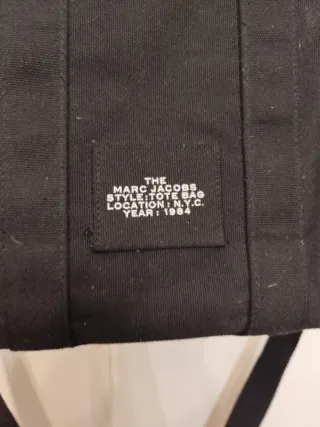 THE
MARC JACOBS
STYLE: TOTE BAG
LOCATION: N.Y.C.
YEAR: 1984